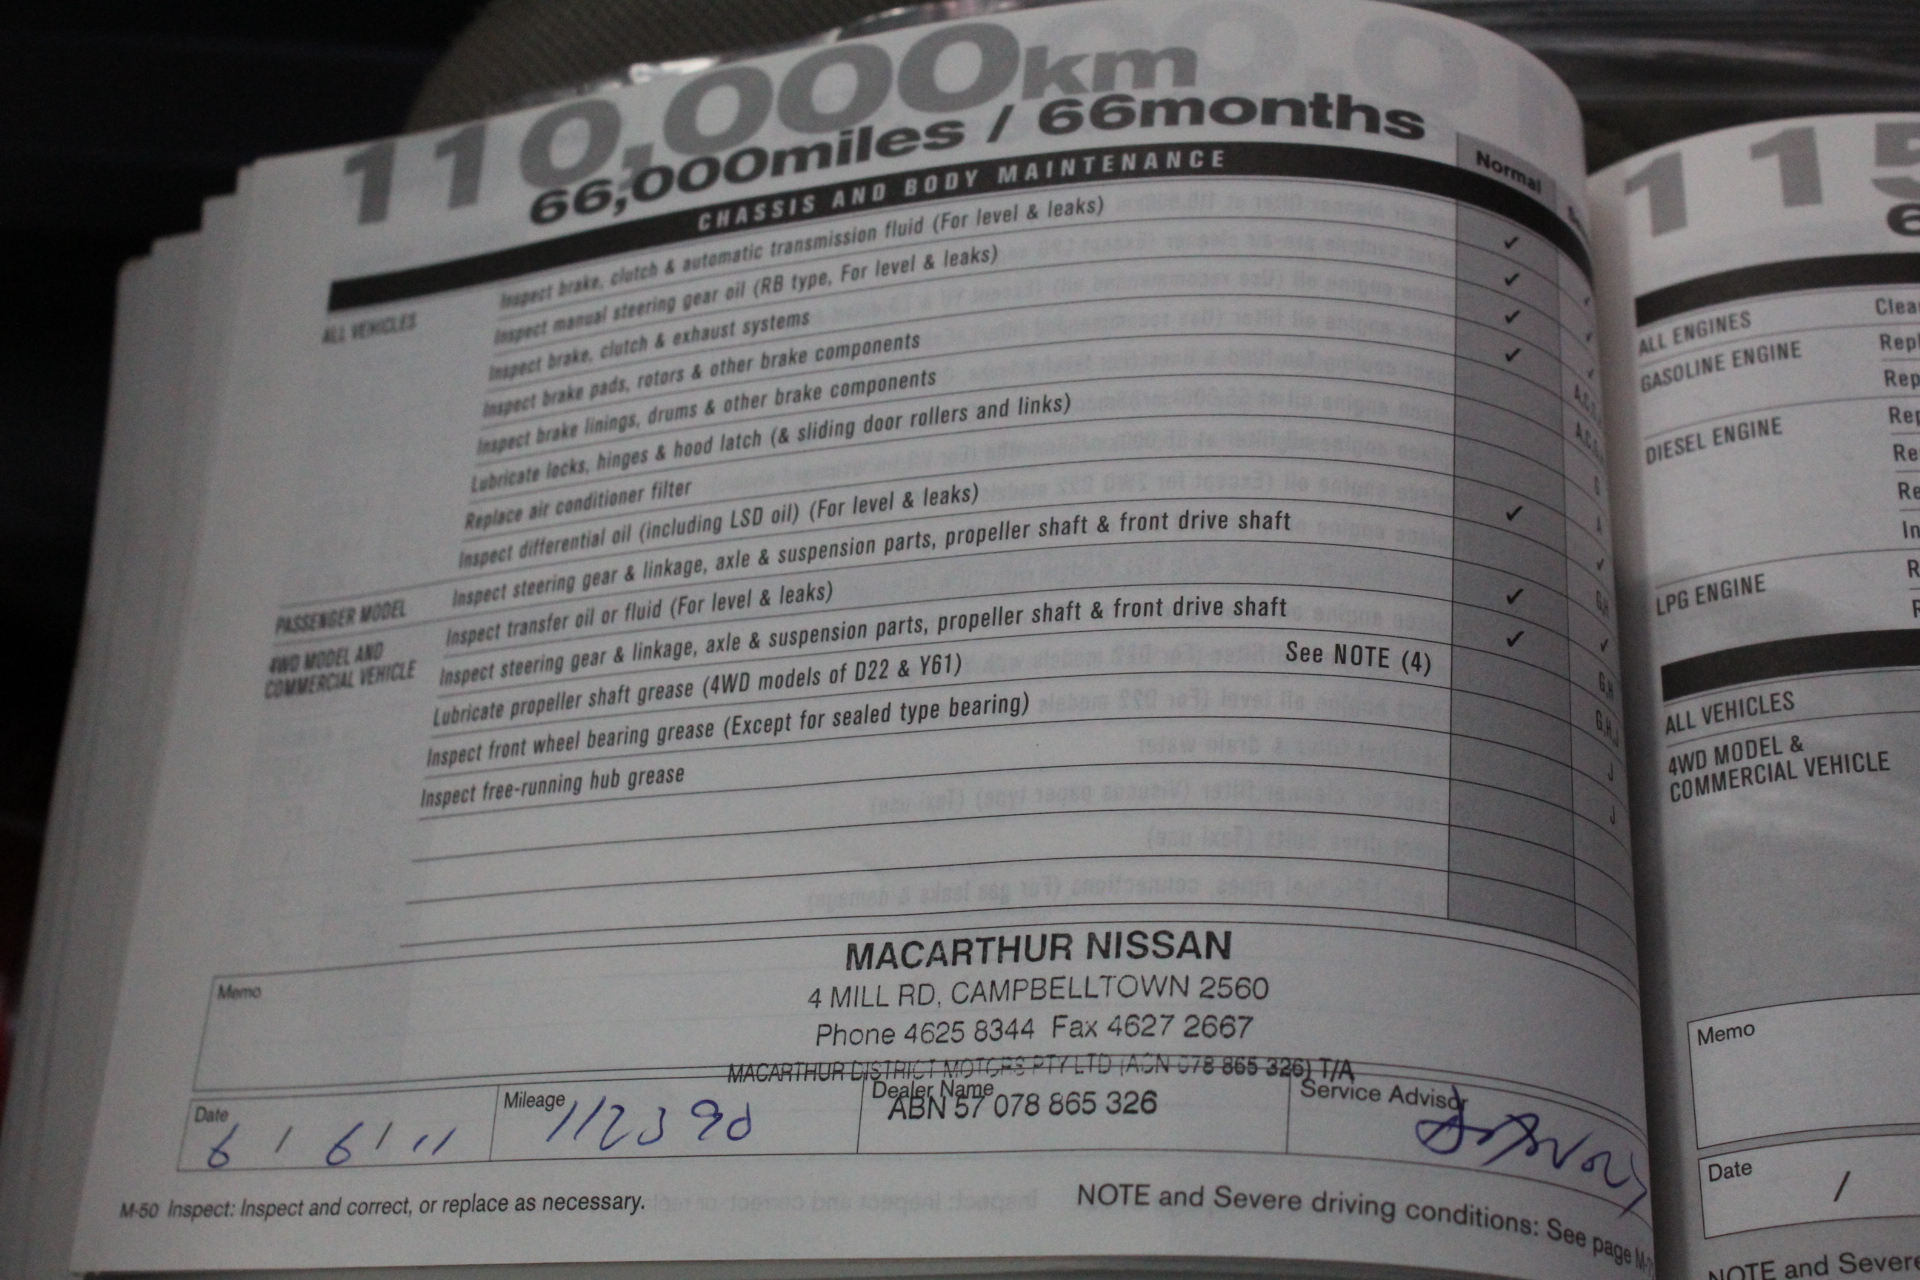 110,000km
66,000miles / 66months
CHASSIS AND BODY MAINTENANCE
Normal
ALL VEHICLES
Inspect brake, clutch & automatic transmission fluid (For level & leaks) ✓
Inspect manual steering gear oil (RB type, For level & leaks) ✓
Inspect brake, clutch & exhaust systems ✓
Inspect brake pads, rotors & other brake components ✓
Inspect brake linings, drums & other brake components
Lubricate locks, hinges & hood latch (& sliding door rollers and links) G
Replace air conditioner filter A
Inspect differential oil (including LSD oil) (For level & leaks) ✓ ✓
PASSENGER MODEL
Inspect steering gear & linkage, axle & suspension parts, propeller shaft & front drive shaft G,H
4WD MODEL AND
COMMERCIAL VEHICLE
Inspect transfer oil or fluid (For level & leaks) ✓ ✓
Inspect steering gear & linkage, axle & suspension parts, propeller shaft & front drive shaft ✓ G,H
Lubricate propeller shaft grease (4WD models of D22 & Y61) See NOTE (4) G,H,J
Inspect front wheel bearing grease (Except for sealed type bearing) J
Inspect free-running hub grease J
Memo
MACARTHUR NISSAN
4 MILL RD, CAMPBELLTOWN 2560
Phone 4625 8344 Fax 4627 2667
MACARTHUR DISTRICT MOTORS PTY LTD (ACN 078 865 326) T/A
ABN 57 078 865 326
Date
6 / 6 / 11
Mileage
112390
Dealer Name
Service Advisor
M-50 Inspect: Inspect and correct, or replace as necessary.
NOTE and Severe driving conditions: See page
115
ALL ENGINES
GASOLINE ENGINE
DIESEL ENGINE
LPG ENGINE
ALL VEHICLES
4WD MODEL &
COMMERCIAL VEHICLE
Memo
Date
/
NOTE and Severe